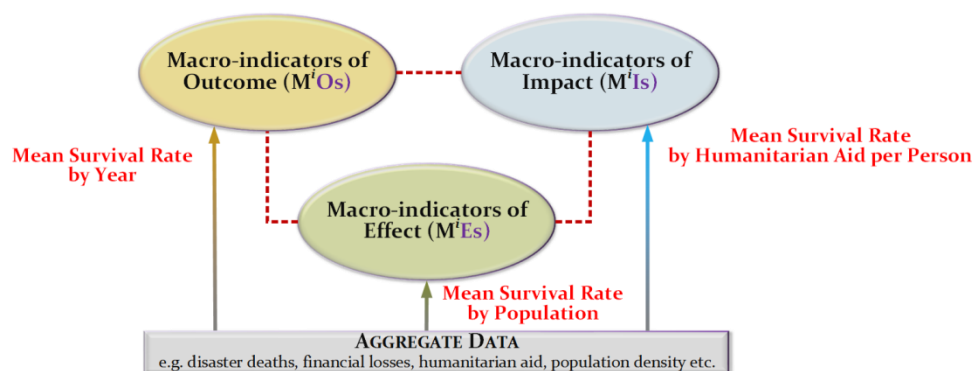 Macro-indicators of
Outcome (MⁱOs)
Macro-indicators of
Impact (MⁱIs)
Mean Survival Rate
by Year
Mean Survival Rate
by Humanitarian Aid per Person
Macro-indicators of
Effect (MⁱEs)
Mean Survival Rate
by Population
AGGREGATE DATA
e.g. disaster deaths, financial losses, humanitarian aid, population density etc.